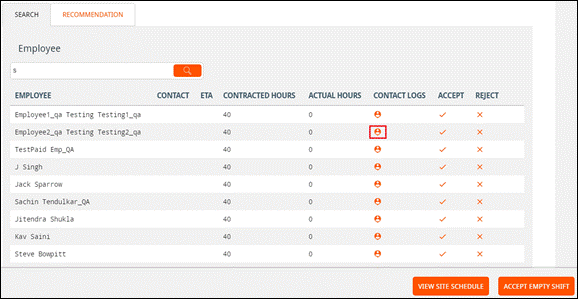 SEARCH RECOMMENDATION
Employee
s
EMPLOYEE CONTACT ETA CONTRACTED HOURS ACTUAL HOURS CONTACT LOGS ACCEPT REJECT
Employee1_qa Testing Testing1_qa 40 0
Employee2_qa Testing Testing2_qa 40 0
TestPaid Emp_QA 40 0
J Singh 40 0
Jack Sparrow 40 0
Sachin Tendulkar_QA 40 0
Jitendra Shukla 40 0
Kav Saini 40 0
Steve Bowpitt 40 0
VIEW SITE SCHEDULE ACCEPT EMPTY SHIFT